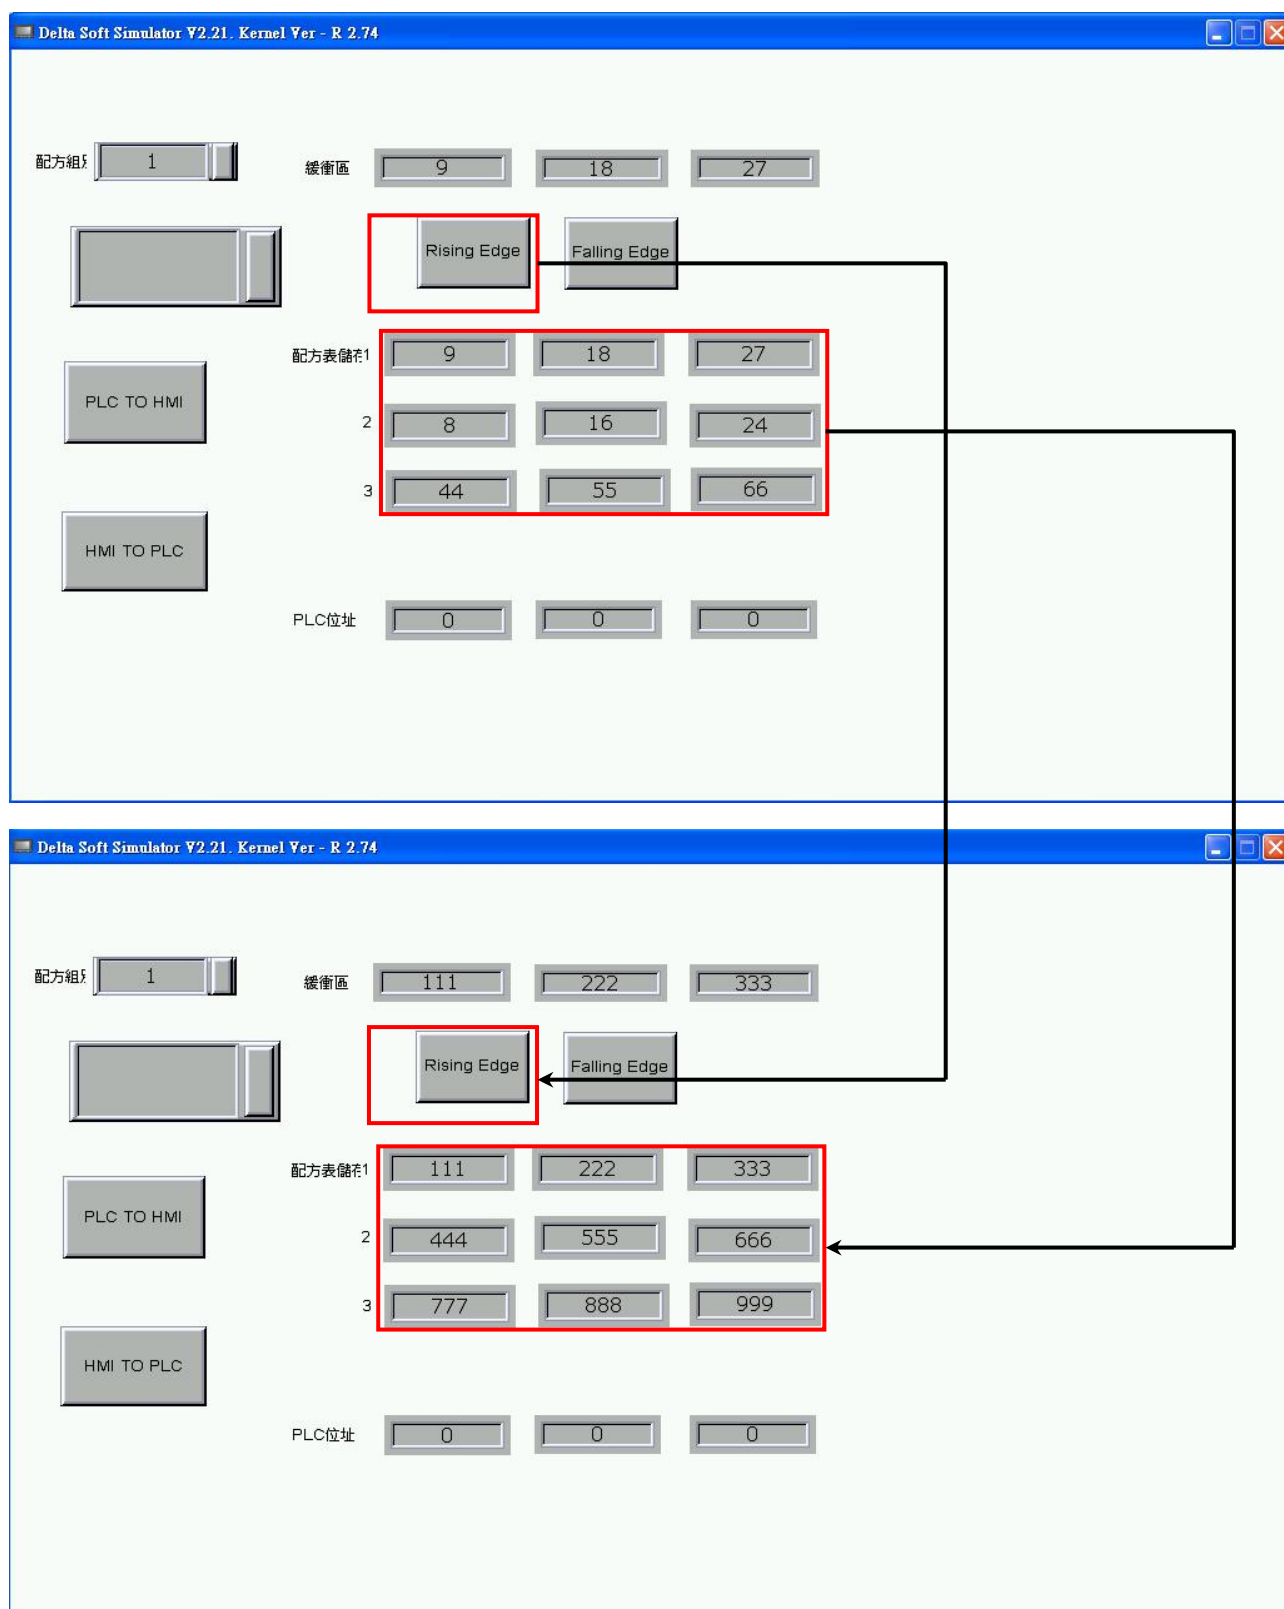 Delta Soft Simulator V2.21. Kernel Ver - R 2.74
配方組別 1 緩衝區 9 18 27
Rising Edge Falling Edge
配方表儲存1 9 18 27
PLC TO HMI
2 8 16 24
3 44 55 66
HMI TO PLC
PLC位址 0 0 0
Delta Soft Simulator V2.21. Kernel Ver - R 2.74
配方組別 1 緩衝區 111 222 333
Rising Edge Falling Edge
配方表儲存1 111 222 333
PLC TO HMI
2 444 555 666
3 777 888 999
HMI TO PLC
PLC位址 0 0 0